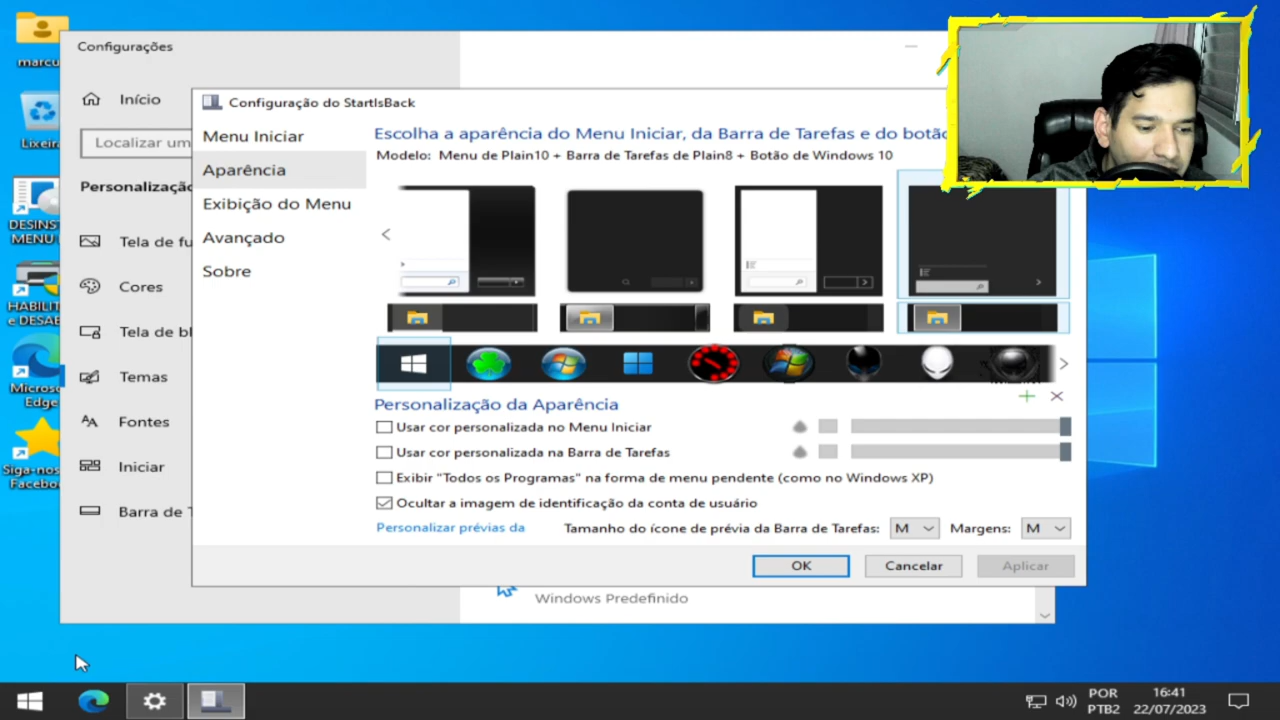 marcu
Lixeira
DESINS
MENU
HABILIT
e DESAB
Micros
Edge
Siga-nos
Facebo
Configurações
Início
Localizar um
Personalização
Tela de fu
Cores
Tela de bl
Temas
Fontes
Iniciar
Barra de T
Configuração do StartIsBack
Menu Iniciar
Aparência
Exibição do Menu
Avançado
Sobre
Escolha a aparência do Menu Iniciar, da Barra de Tarefas e do botão
Modelo: Menu de Plain10 + Barra de Tarefas de Plain8 + Botão de Windows 10
Personalização da Aparência
Usar cor personalizada no Menu Iniciar
Usar cor personalizada na Barra de Tarefas
Exibir "Todos os Programas" na forma de menu pendente (como no Windows XP)
Ocultar a imagem de identificação da conta de usuário
Personalizar prévias da
Tamanho do ícone de prévia da Barra de Tarefas: M Margens: M
OK Cancelar Aplicar
Windows Predefinido
POR
PTB2
16:41
22/07/2023